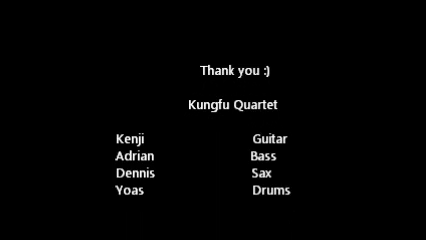 Thank you :)
Kungfu Quartet
Kenji Guitar
Adrian Bass
Dennis Sax
Yoas Drums